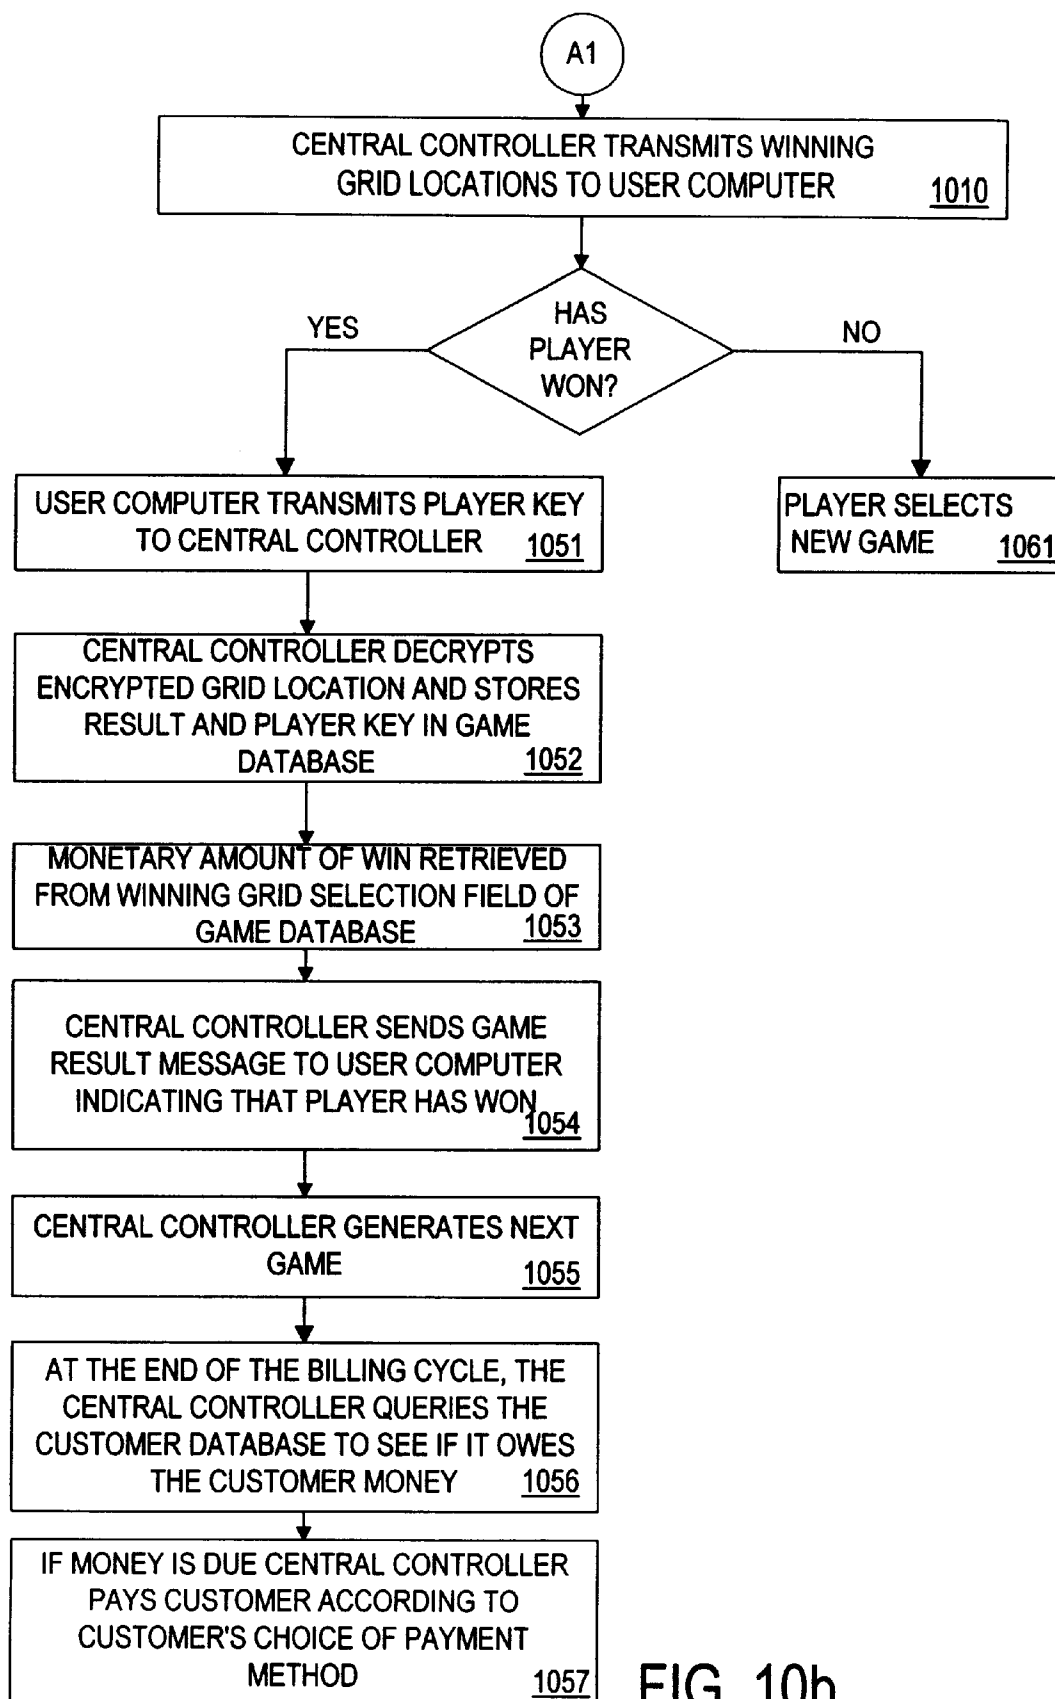 A1
CENTRAL CONTROLLER TRANSMITS WINNING
GRID LOCATIONS TO USER COMPUTER 1010
HAS
PLAYER
WON?
YES
NO
USER COMPUTER TRANSMITS PLAYER KEY
TO CENTRAL CONTROLLER 1051
PLAYER SELECTS
NEW GAME 1061
CENTRAL CONTROLLER DECRYPTS
ENCRYPTED GRID LOCATION AND STORES
RESULT AND PLAYER KEY IN GAME
DATABASE 1052
MONETARY AMOUNT OF WIN RETRIEVED
FROM WINNING GRID SELECTION FIELD OF
GAME DATABASE 1053
CENTRAL CONTROLLER SENDS GAME
RESULT MESSAGE TO USER COMPUTER
INDICATING THAT PLAYER HAS WON
1054
CENTRAL CONTROLLER GENERATES NEXT
GAME 1055
AT THE END OF THE BILLING CYCLE, THE
CENTRAL CONTROLLER QUERIES THE
CUSTOMER DATABASE TO SEE IF IT OWES
THE CUSTOMER MONEY 1056
IF MONEY IS DUE CENTRAL CONTROLLER
PAYS CUSTOMER ACCORDING TO
CUSTOMER'S CHOICE OF PAYMENT
METHOD 1057
FIG. 10b